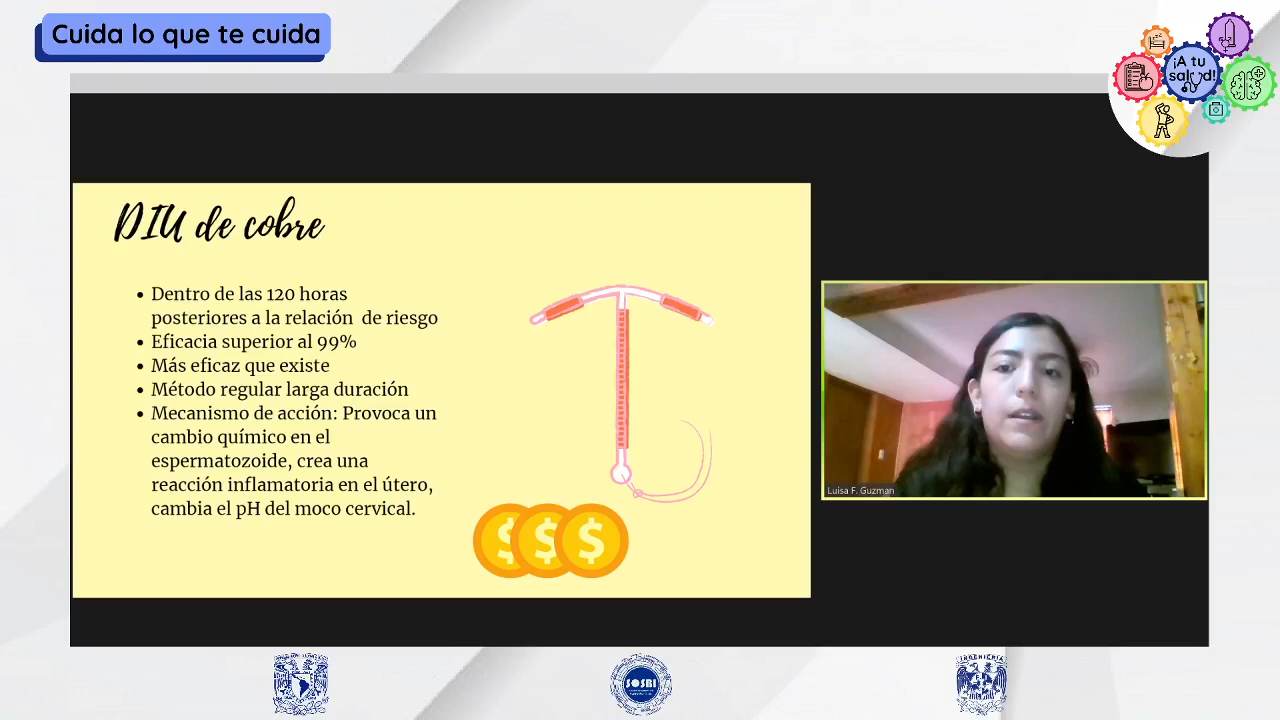 Cuida lo que te cuida
¡A tu
salud!
DIU de cobre
• Dentro de las 120 horas
posteriores a la relación de riesgo
• Eficacia superior al 99%
• Más eficaz que existe
• Método regular larga duración
• Mecanismo de acción: Provoca un
cambio químico en el
espermatozoide, crea una
reacción inflamatoria en el útero,
cambia el pH del moco cervical.
$ $ $
Luisa F. Guzman
SOSBI